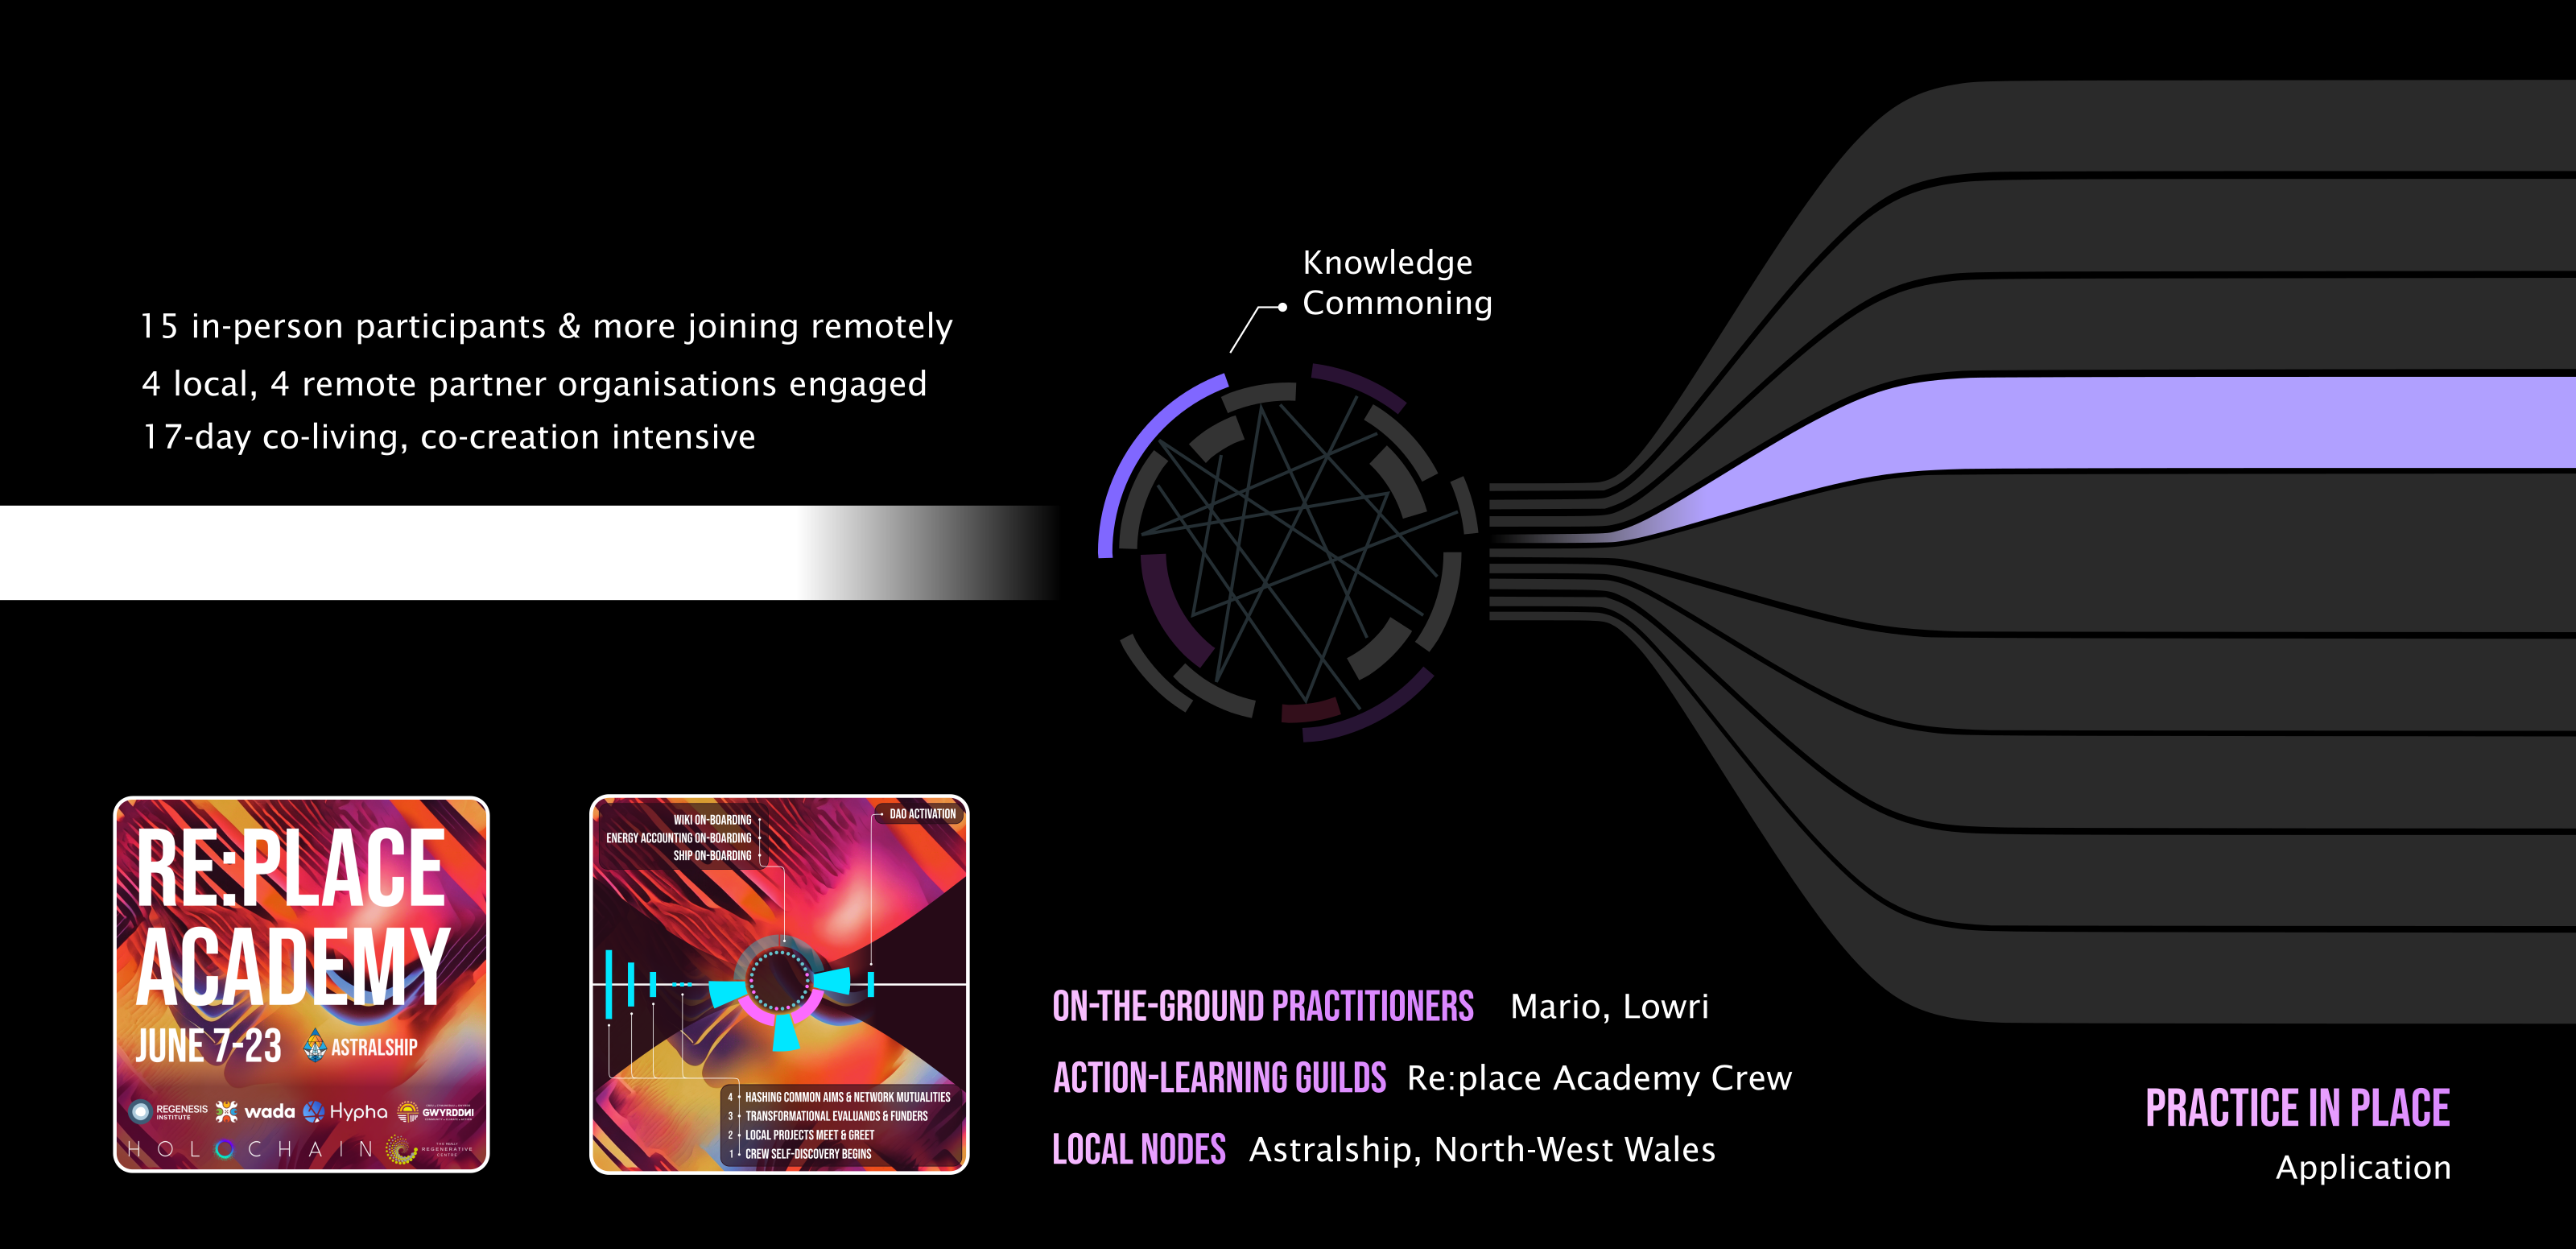 Knowledge
Commoning
15 in-person participants & more joining remotely
4 local, 4 remote partner organisations engaged
17-day co-living, co-creation intensive
RE:PLACE
ACADEMY
JUNE 7-23
ASTRALSHIP
REGENESIS
INSTITUTE
wada
Hypha
GWYRDDNI
HOLOCHAIN
REGENERATIVE
CENTRE
WIKI ON-BOARDING
ENERGY ACCOUNTING ON-BOARDING
SHIP ON-BOARDING
DAO ACTIVATION
4 HASHING COMMON AIMS & NETWORK MUTUALITIES
3 TRANSFORMATIONAL EVALUANDS & FUNDERS
2 LOCAL PROJECTS MEET & GREET
1 CREW SELF-DISCOVERY BEGINS
ON-THE-GROUND PRACTITIONERS Mario, Lowri
ACTION-LEARNING GUILDS Re:place Academy Crew
LOCAL NODES Astralship, North-West Wales
PRACTICE IN PLACE
Application